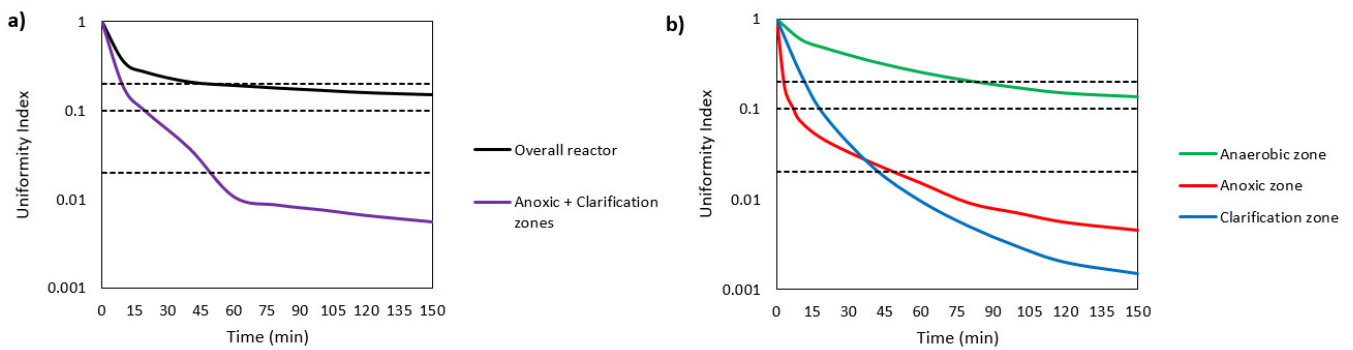 a)
Uniformity Index
1
0.1
0.01
0.001
0 15 30 45 60 75 90 105 120 135 150
Time (min)
Overall reactor
Anoxic + Clarification
zones
b)
Uniformity Index
1
0.1
0.01
0.001
0 15 30 45 60 75 90 105 120 135 150
Time (min)
Anaerobic zone
Anoxic zone
Clarification zone